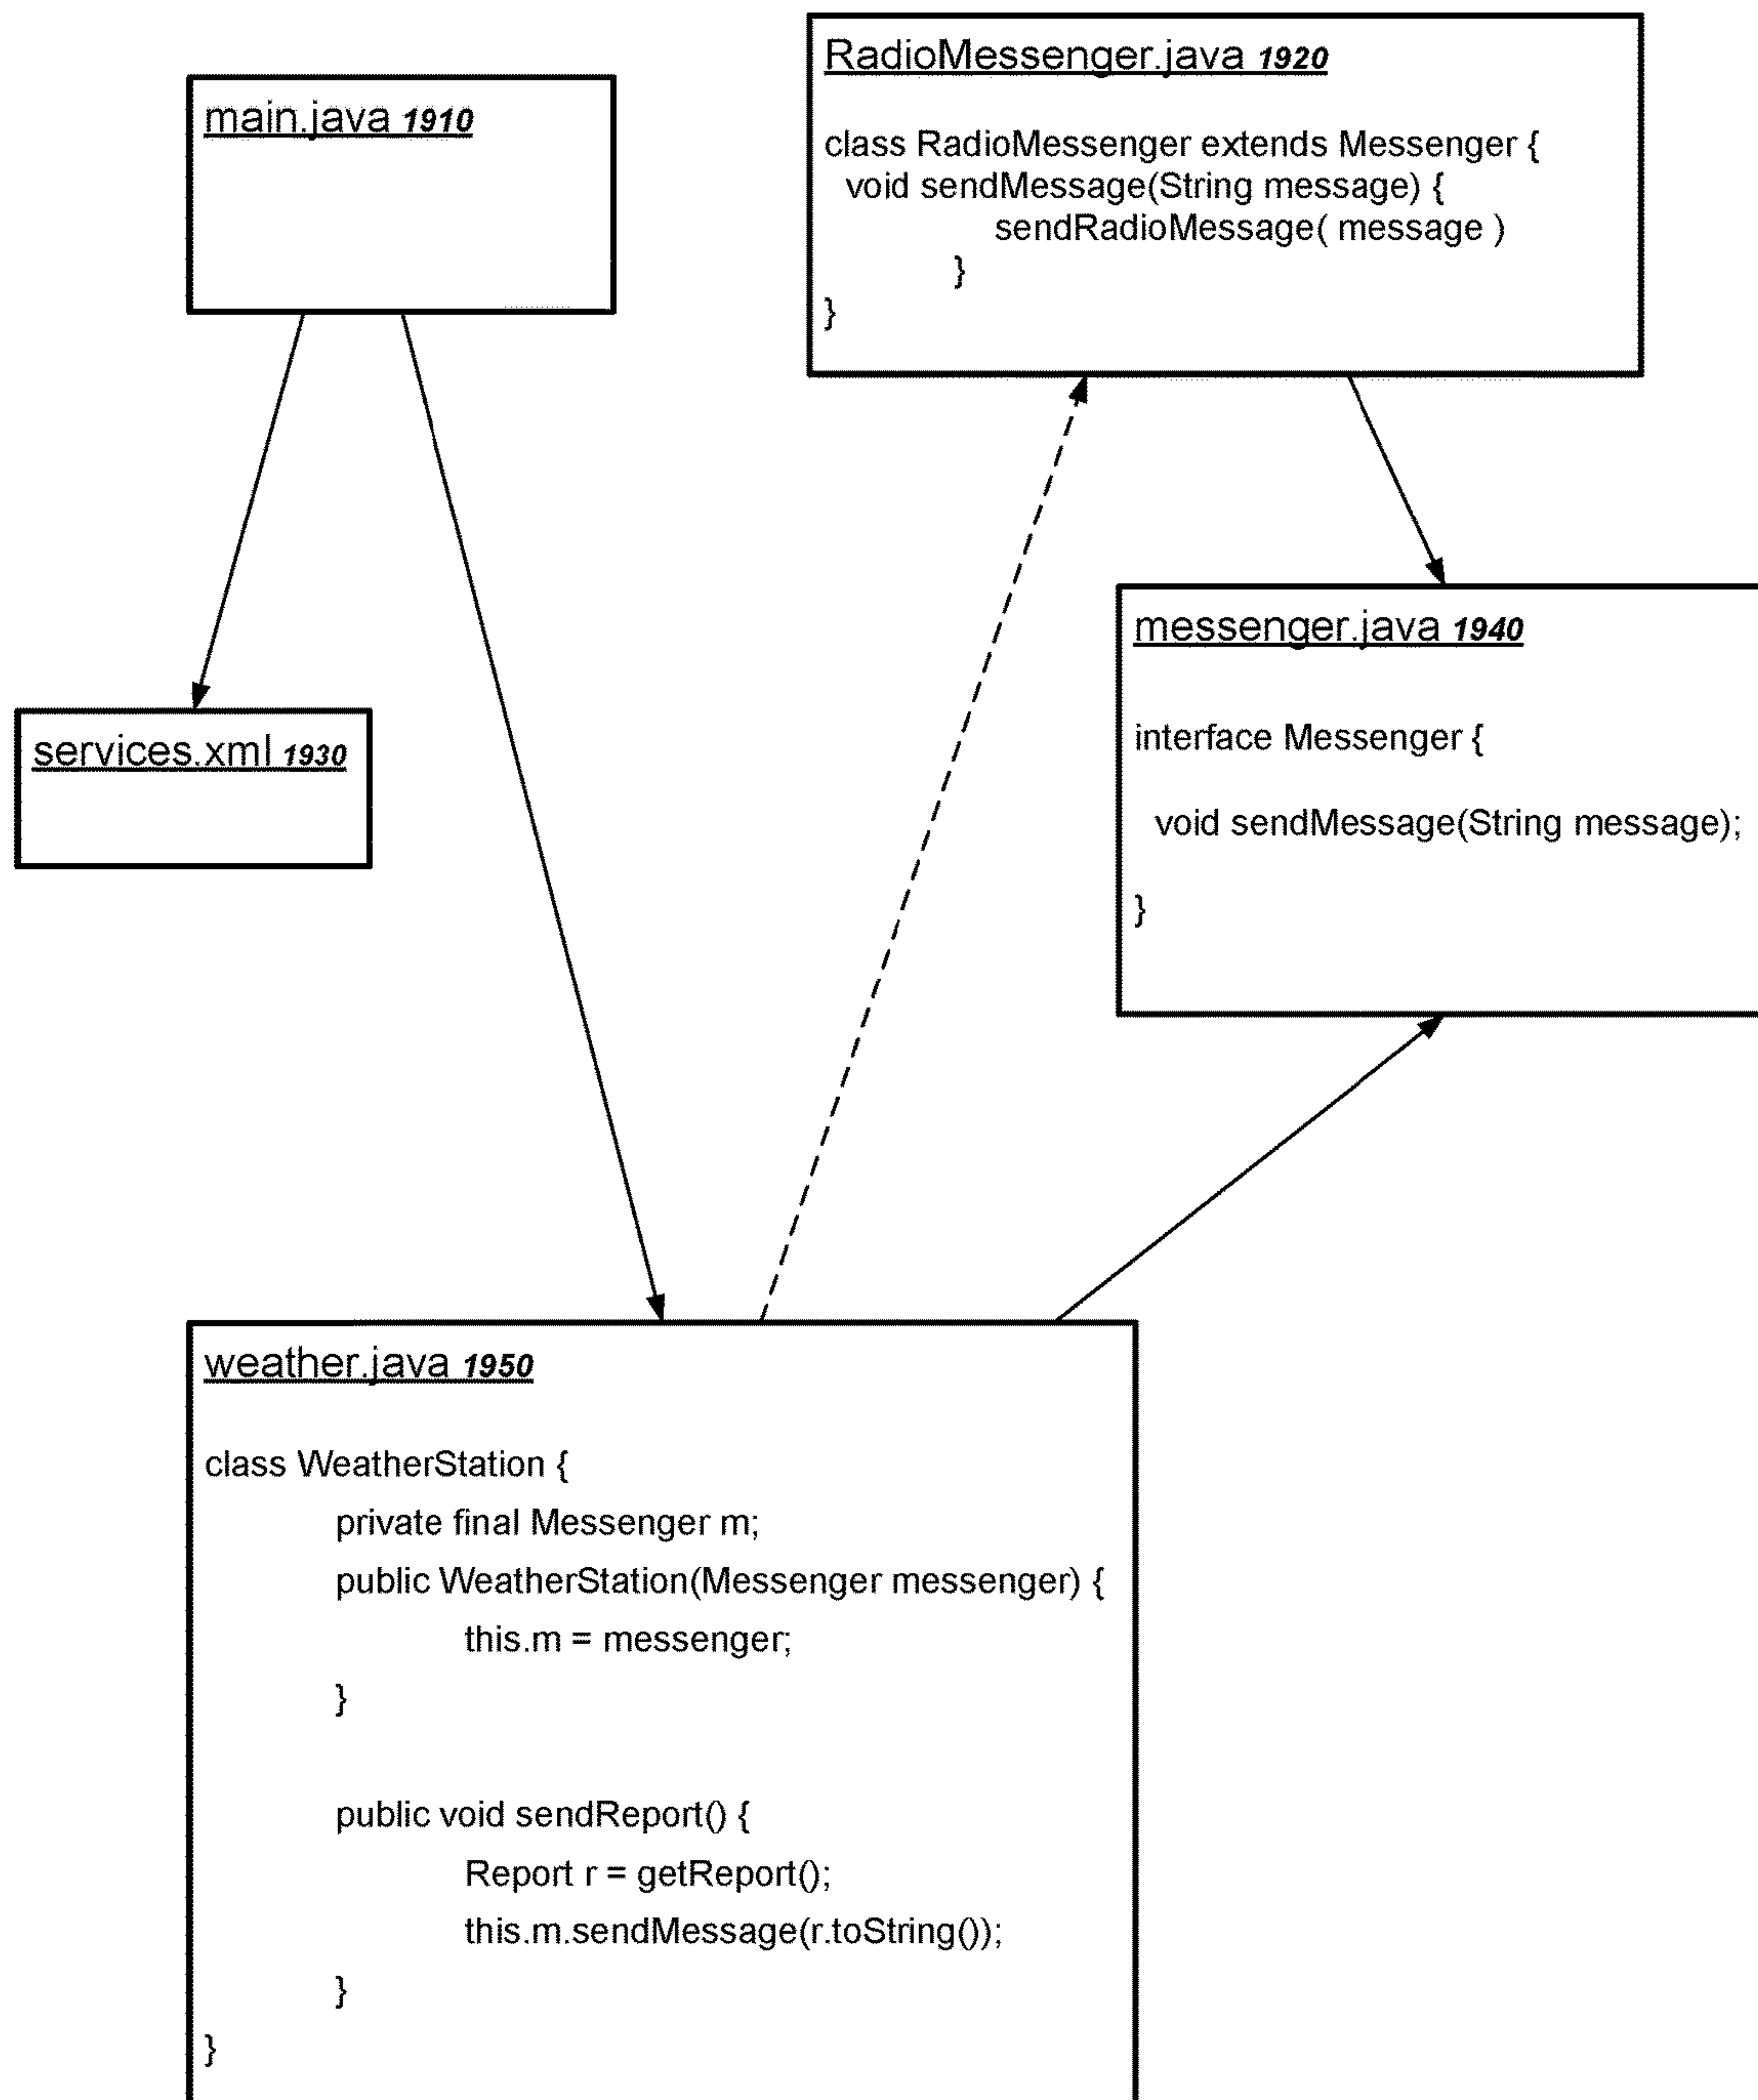 main.java 1910
RadioMessenger.java 1920
class RadioMessenger extends Messenger {
void sendMessage(String message) {
sendRadioMessage( message )
}
}
services.xml 1930
messenger.java 1940
interface Messenger {
void sendMessage(String message);
}
weather.java 1950
class WeatherStation {
private final Messenger m;
public WeatherStation(Messenger messenger) {
this.m = messenger;
}
public void sendReport() {
Report r = getReport();
this.m.sendMessage(r.toString());
}
}